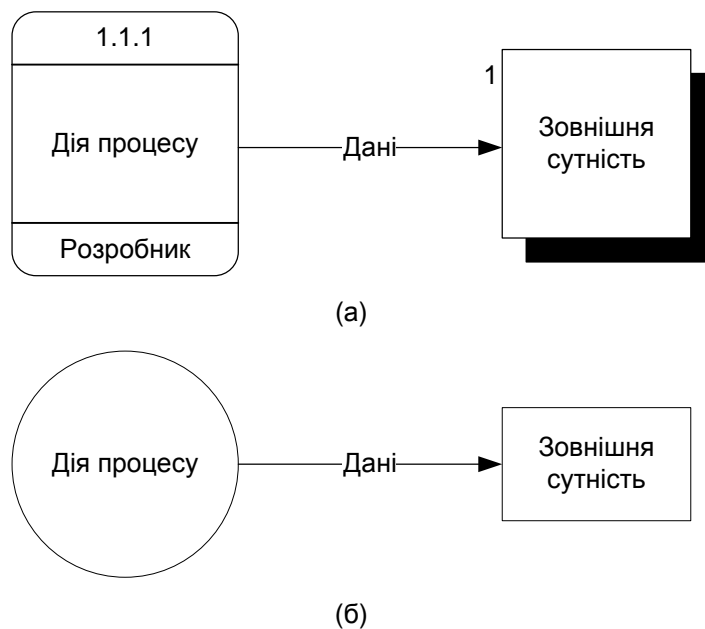 1.1.1
Дія процесу
Розробник
Дані
1
Зовнішня
сутність
(а)
Дія процесу
Дані
Зовнішня
сутність
(б)